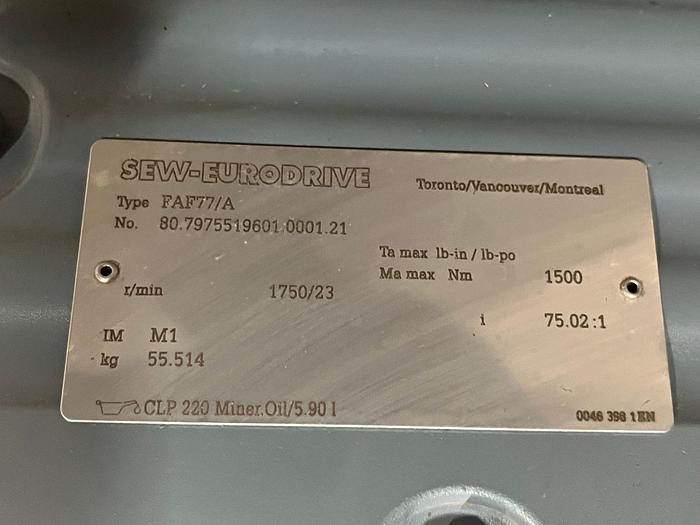 SEW-EURODRIVE
Toronto/Vancouver/Montreal
Type FAF77/A
No. 80.7975519601.0001.21
Ta max lb-in / lb-po
Ma max Nm 1500
r/min 1750/23
i 75.02:1
IM M1
kg 55.514
CLP 220 Miner.Oil/5.90 l
0046 398 1 EN